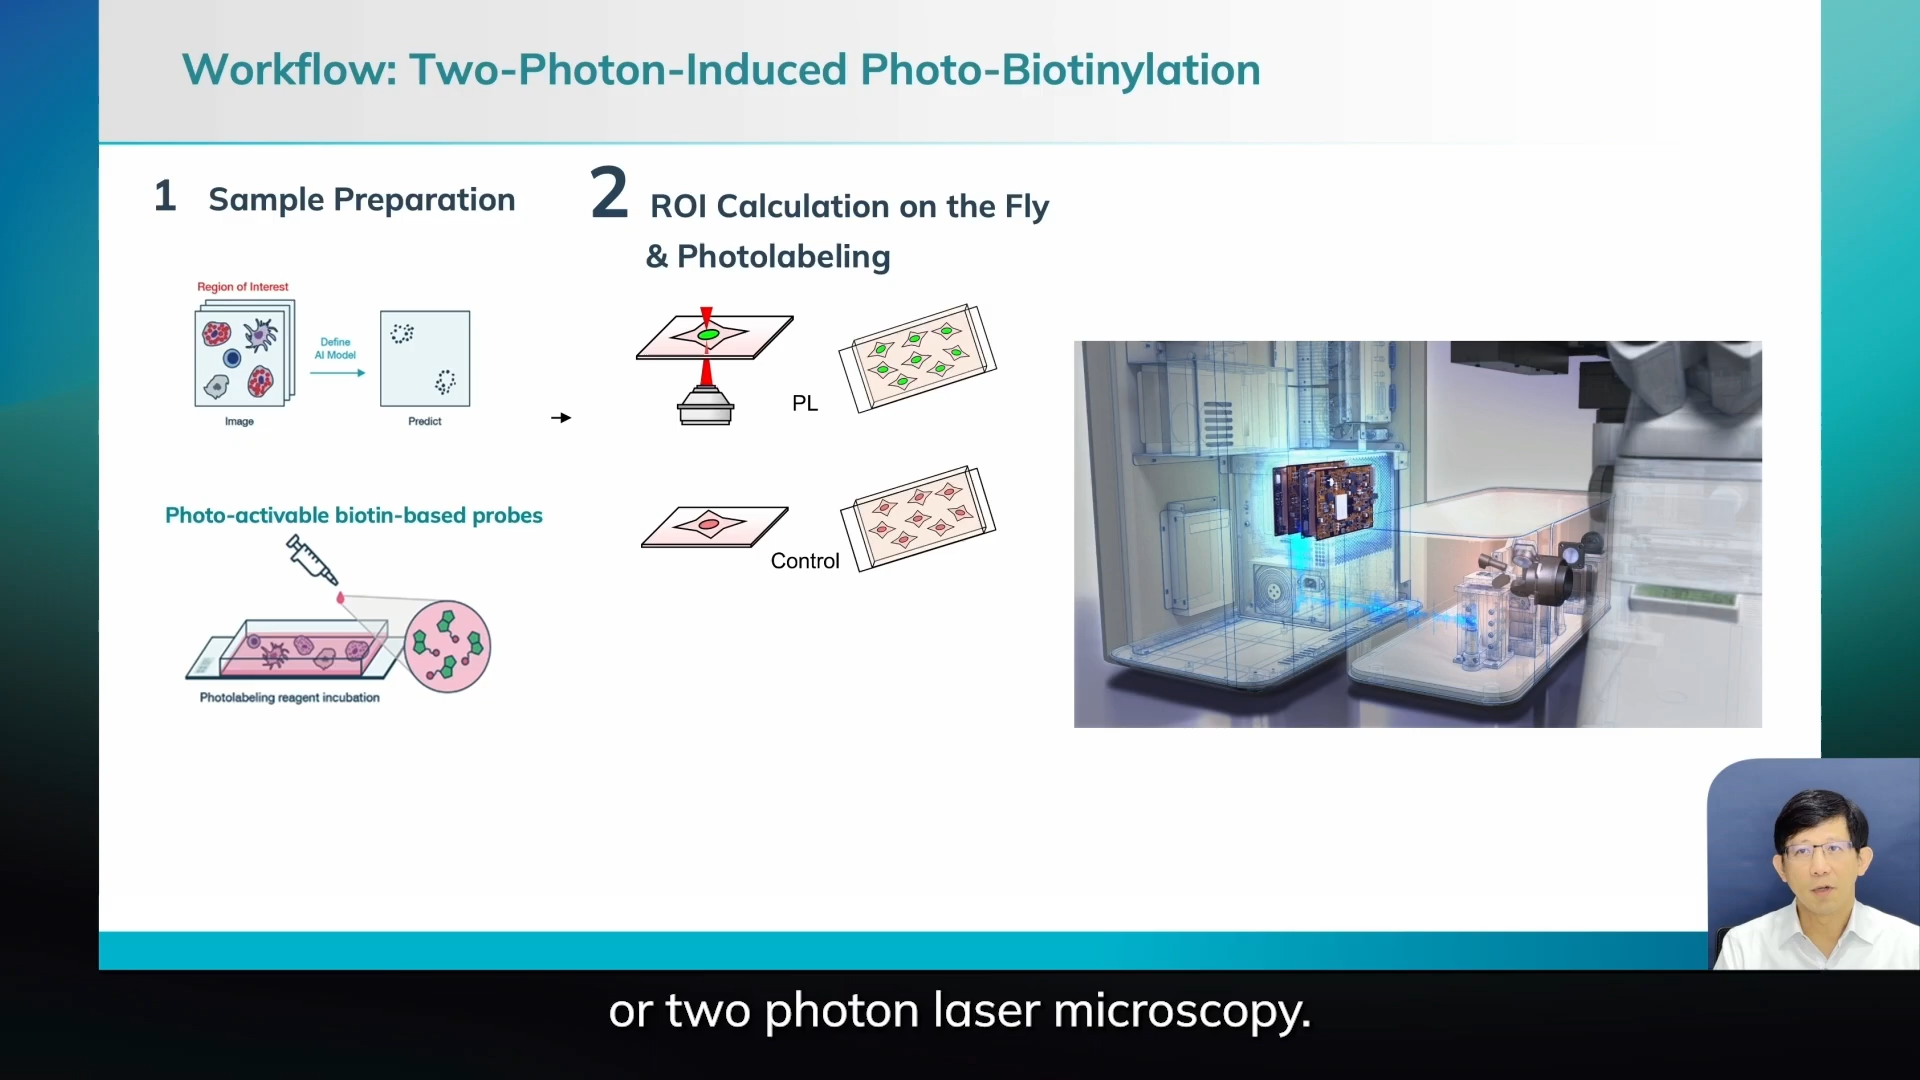 Workflow: Two-Photon-Induced Photo-Biotinylation
1 Sample Preparation
Region of Interest
Define
AI Model
Image
Predict
Photo-activable biotin-based probes
Photolabeling reagent incubation
2 ROI Calculation on the Fly
& Photolabeling
PL
Control
or two photon laser microscopy.